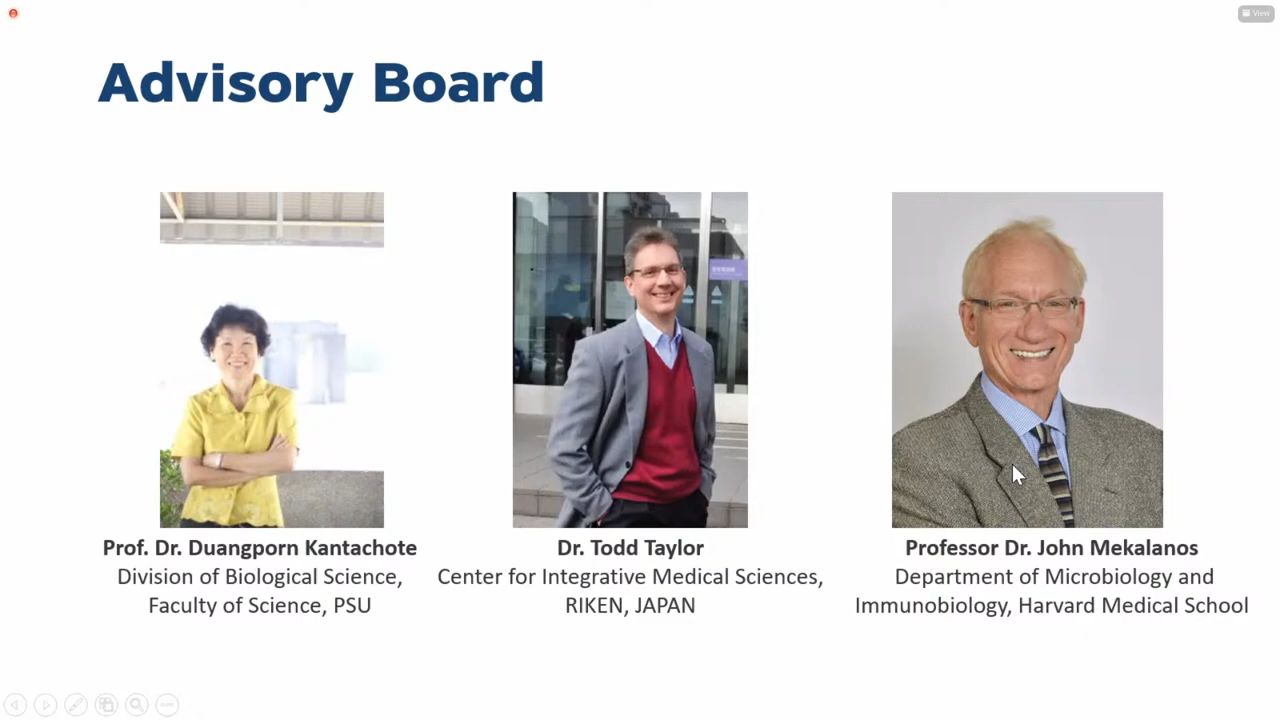 View
Advisory Board
Prof. Dr. Duangporn Kantachote
Division of Biological Science,
Faculty of Science, PSU
Dr. Todd Taylor
Center for Integrative Medical Sciences,
RIKEN, JAPAN
Professor Dr. John Mekalanos
Department of Microbiology and
Immunobiology, Harvard Medical School